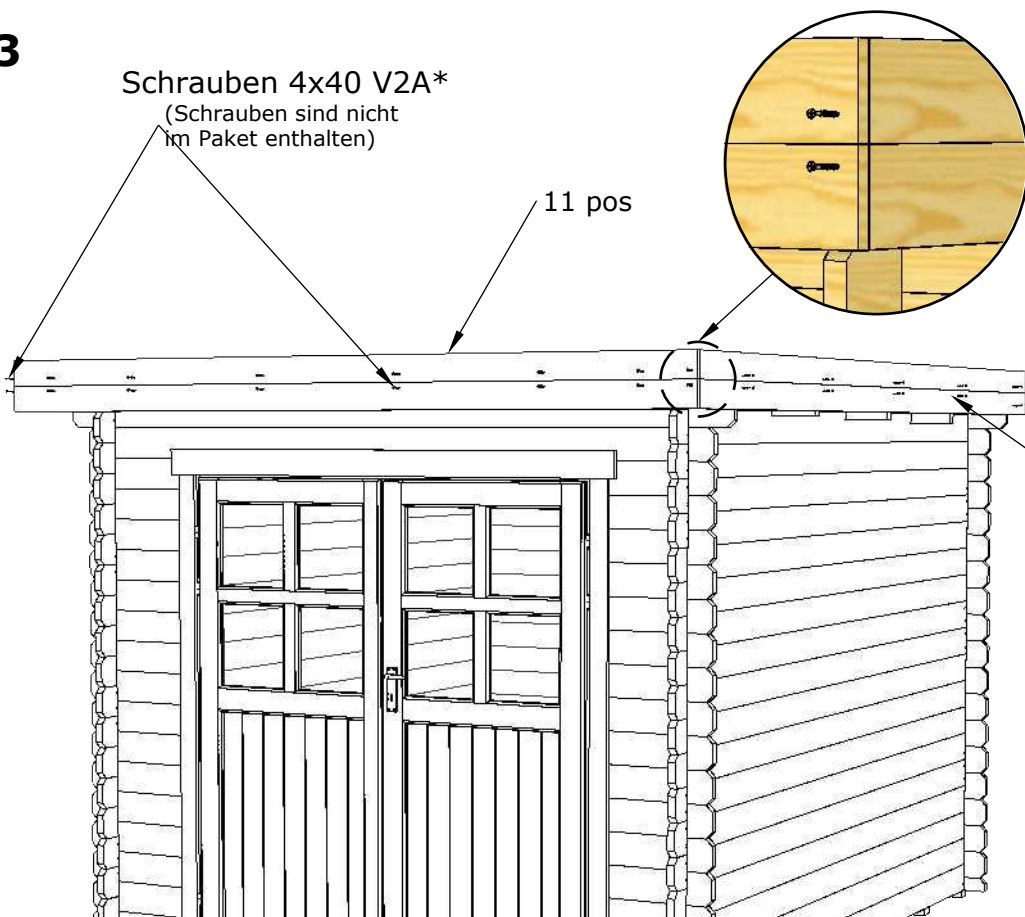 3
Schrauben 4x40 V2A*
(Schrauben sind nicht
im Paket enthalten)
11 pos